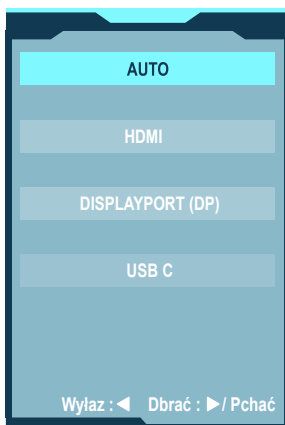 AUTO
HDMI
DISPLAYPORT (DP)
USB C
Wyłaz :◀ Dbrać : ▶/ Pchać